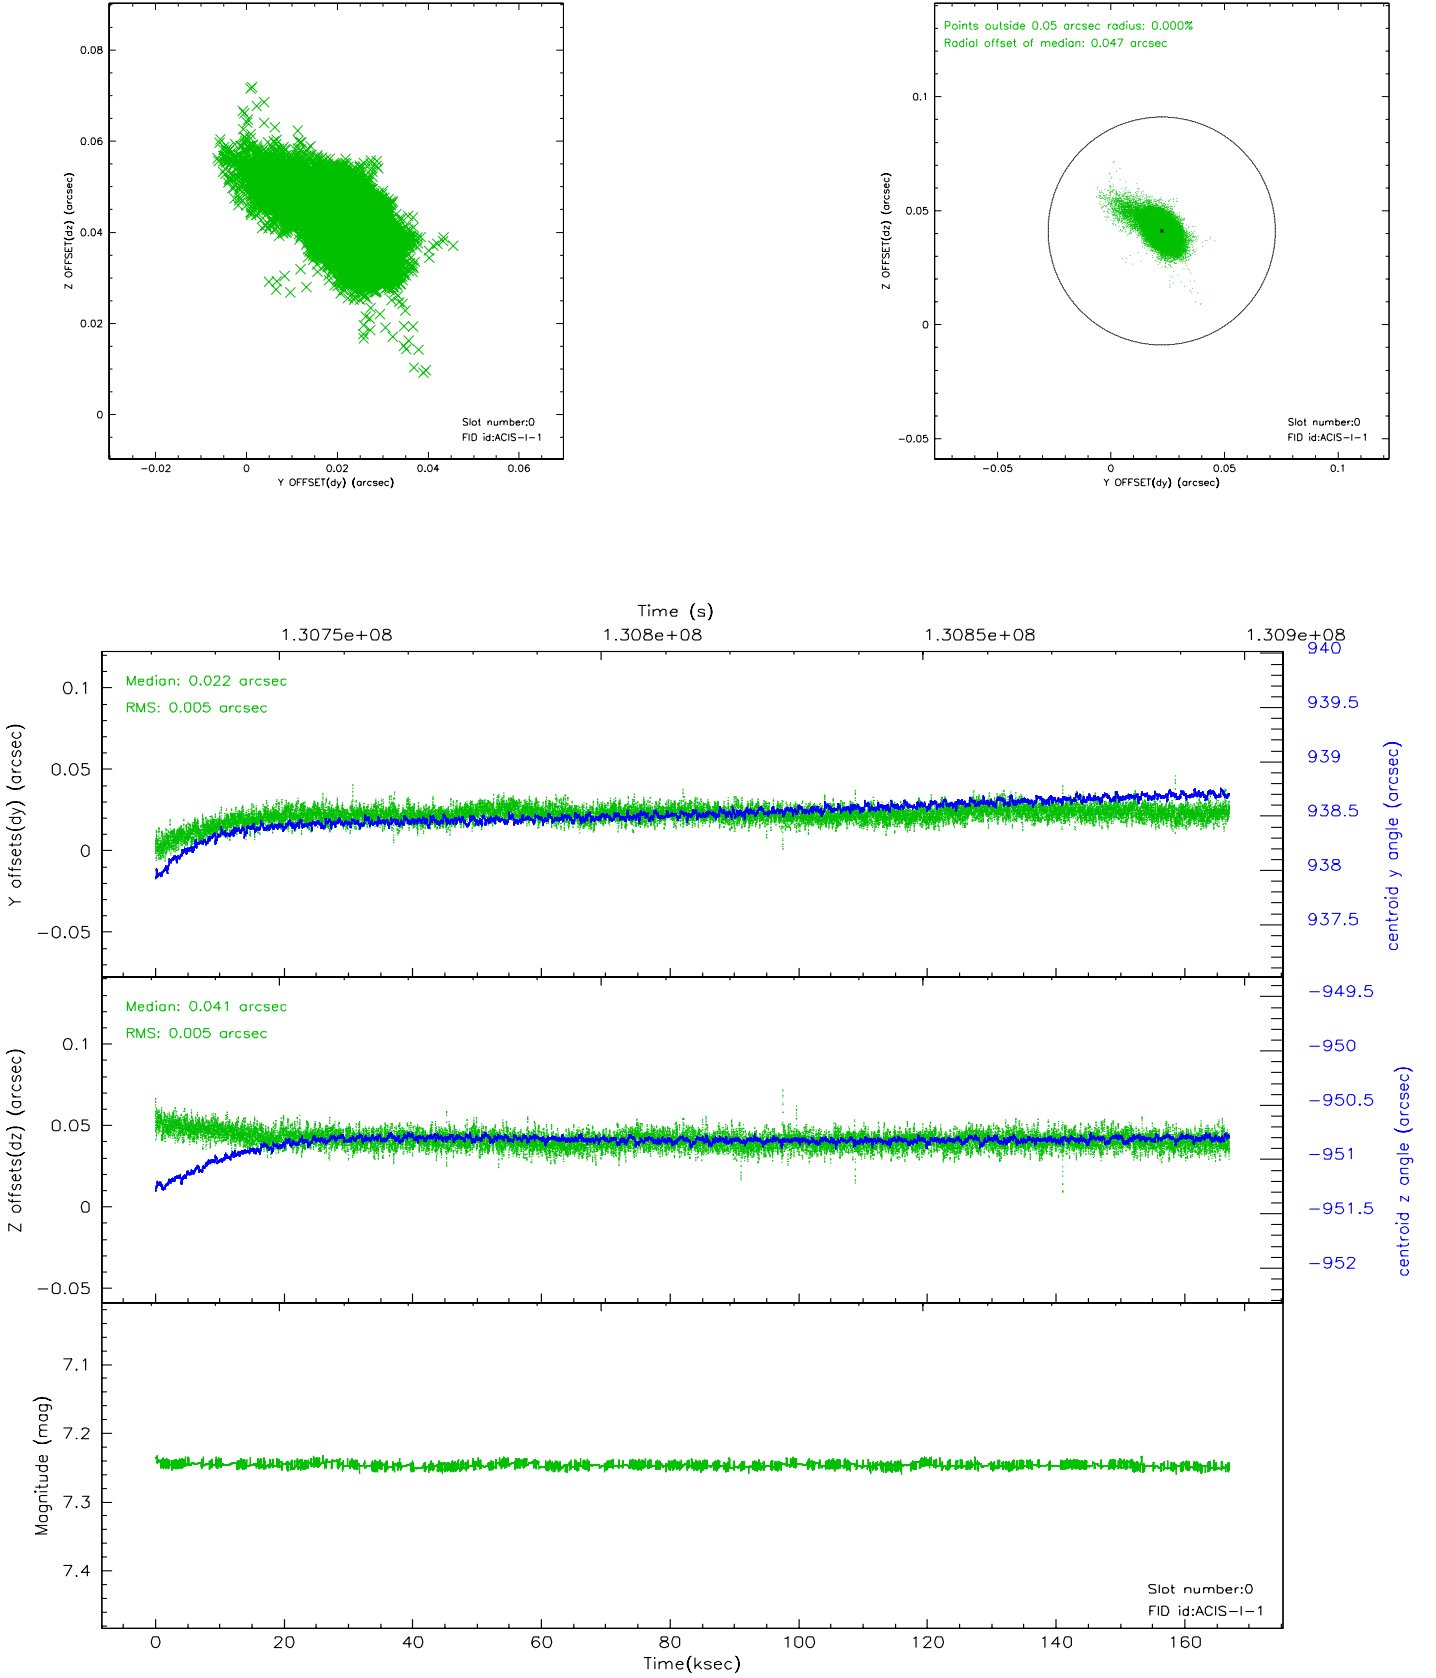 0.08
0.06
0.04
0.02
0
Z OFFSET(dz) (arcsec)
Slot number:0
FID id:ACIS-I-1
-0.02 0 0.02 0.04 0.06
Y OFFSET(dy) (arcsec)
Points outside 0.05 arcsec radius: 0.000%
Radial offset of median: 0.047 arcsec
0.1
0.05
0
-0.05
Z OFFSET(dz) (arcsec)
Slot number:0
FID id:ACIS-I-1
-0.05 0 0.05 0.1
Y OFFSET(dy) (arcsec)
Time (s)
1.3075e+08 1.308e+08 1.3085e+08 1.309e+08
Median: 0.022 arcsec
RMS: 0.005 arcsec
0.1
0.05
0
-0.05
Y offsets(dy) (arcsec)
940
939.5
939
938.5
938
937.5
centroid y angle (arcsec)
Median: 0.041 arcsec
RMS: 0.005 arcsec
0.1
0.05
0
-0.05
Z offsets(dz) (arcsec)
-949.5
-950
-950.5
-951
-951.5
-952
centroid z angle (arcsec)
7.1
7.2
7.3
7.4
Magnitude (mag)
Slot number:0
FID id:ACIS-I-1
0 20 40 60 80 100 120 140 160
Time(ksec)